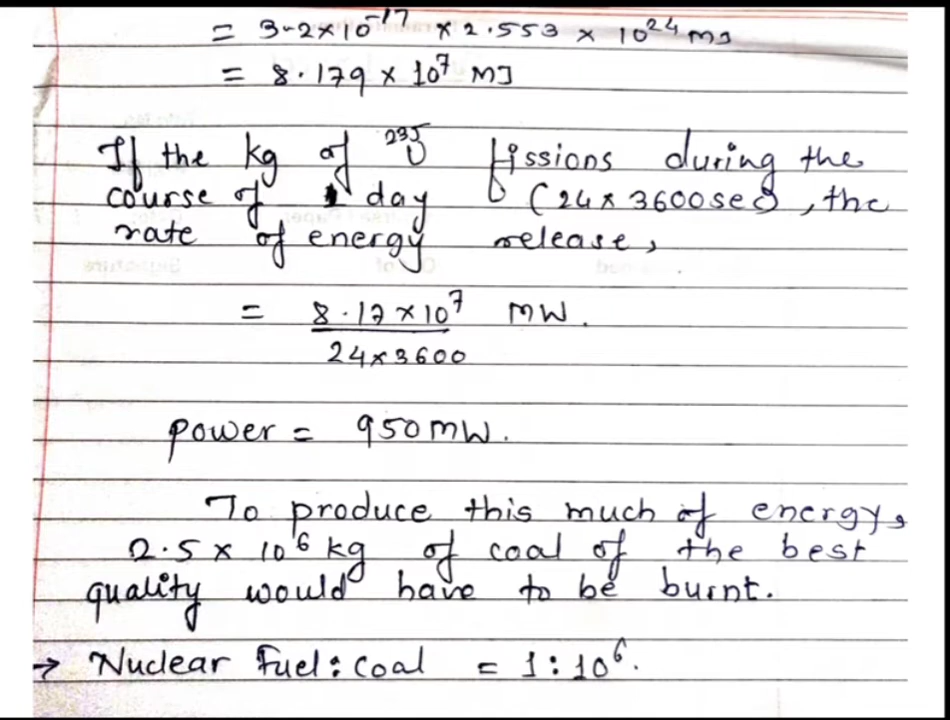 = 3.2×10⁻¹⁷ × 2.553 × 10²⁴ MJ
= 8.179 × 10⁷ MJ
If the kg of ²³⁵U fissions during the
course of 1 day (24 × 3600 sec), the
rate of energy release,
= 8.17 × 10⁷ MW.
24×3600
power = 950 MW.
To produce this much of energy,
2.5 × 10⁶ kg of coal of the best
quality would have to be burnt.
→ Nuclear Fuel : coal = 1 : 10⁶.